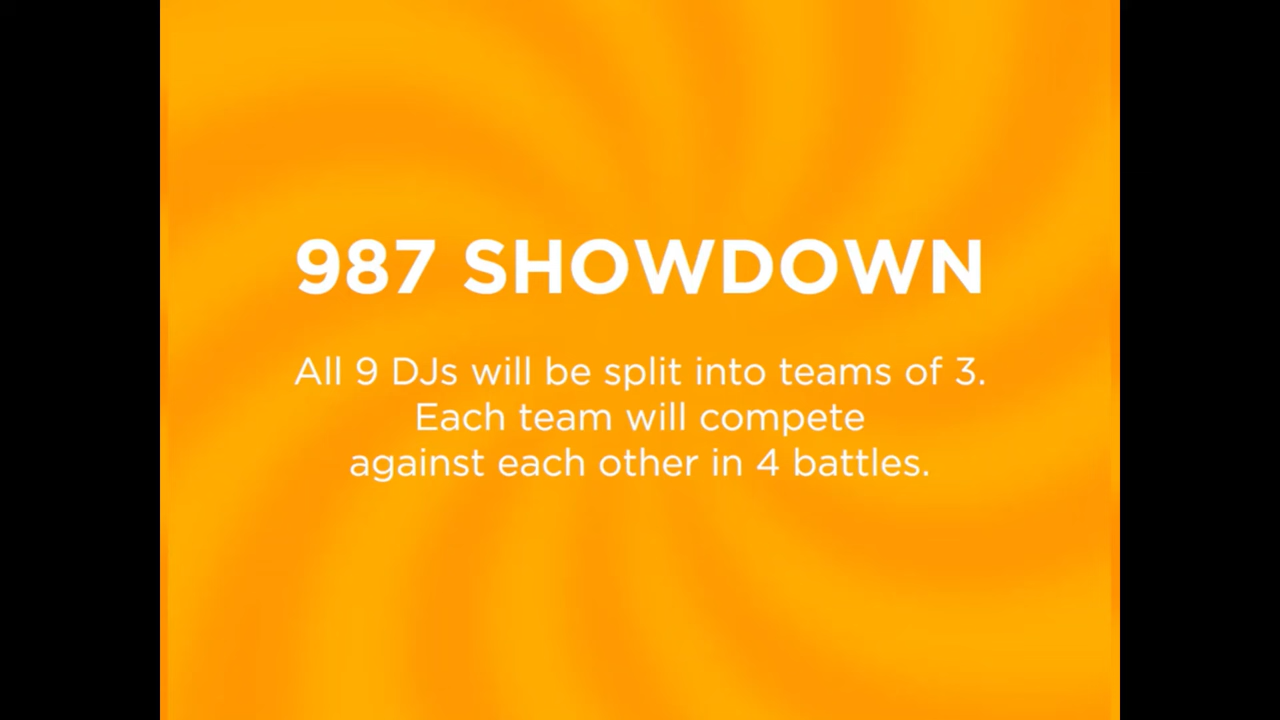 987 SHOWDOWN
All 9 DJs will be split into teams of 3.
Each team will compete
against each other in 4 battles.